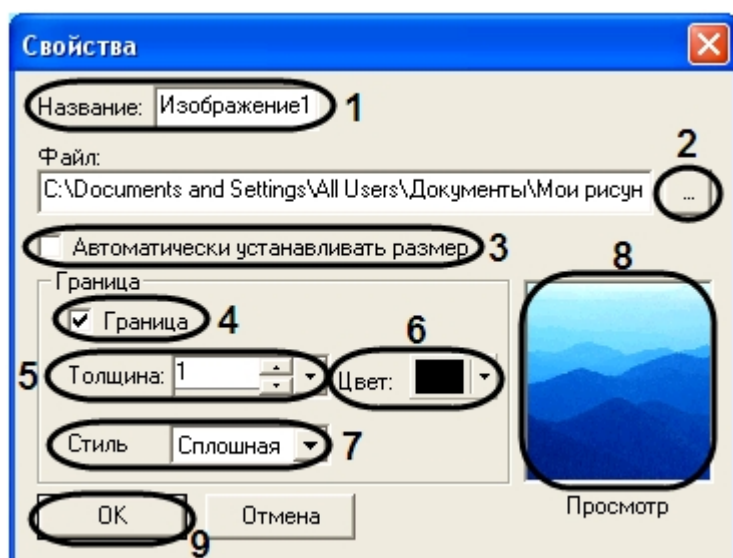 Свойства
Название: Изображение1 1
Файл: 2
C:\Documents and Settings\All Users\Документы\Мои рисун ...
Автоматически устанавливать размер 3
8
Граница
Граница 4
6
5 Толщина: 1 Цвет:
Стиль Сплошная 7
Просмотр
OK Отмена
9